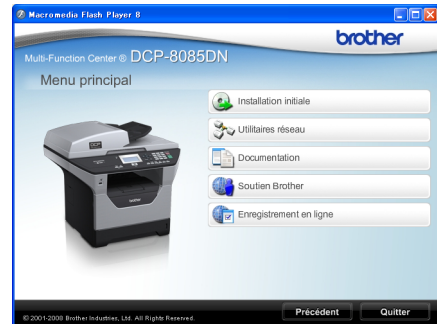 Macromedia Flash Player 8
brother
Multi-Function Center ® DCP-8085DN
Menu principal
Installation initiale
Utilitaires réseau
Documentation
Soutien Brother
Enregistrement en ligne
Précédent
Quitter
© 2001-2008 Brother Industries, Ltd. All Rights Reserved.